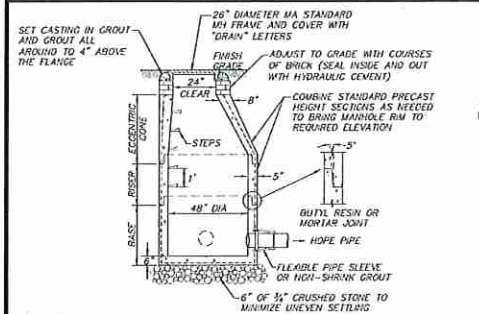 26" DIAMETER MA STANDARD
MH FRAME AND COVER WITH
"DRAIN" LETTERS
SET CASTING IN GROUT
AND GROUT ALL
AROUND TO 4" ABOVE
THE FLANGE
FINISH
GRADE
ADJUST TO GRADE WITH COURSES
OF BRICK (SEAL INSIDE AND OUT
WITH HYDRAULIC CEMENT)
24"
CLEAR
8"
COMBINE STANDARD PRECAST
HEIGHT SECTIONS AS NEEDED
TO BRING MANHOLE RIM TO
REQUIRED ELEVATION
ECCENTRIC
CONE
STEPS
RISER
1'
5"
5"
48" DIA
BUTYL RESIN OR
MORTAR JOINT
BASE
HDPE PIPE
6"
FLEXIBLE PIPE SLEEVE
OR NON-SHRINK GROUT
6" OF ¾" CRUSHED STONE TO
MINIMIZE UNEVEN SETTLING